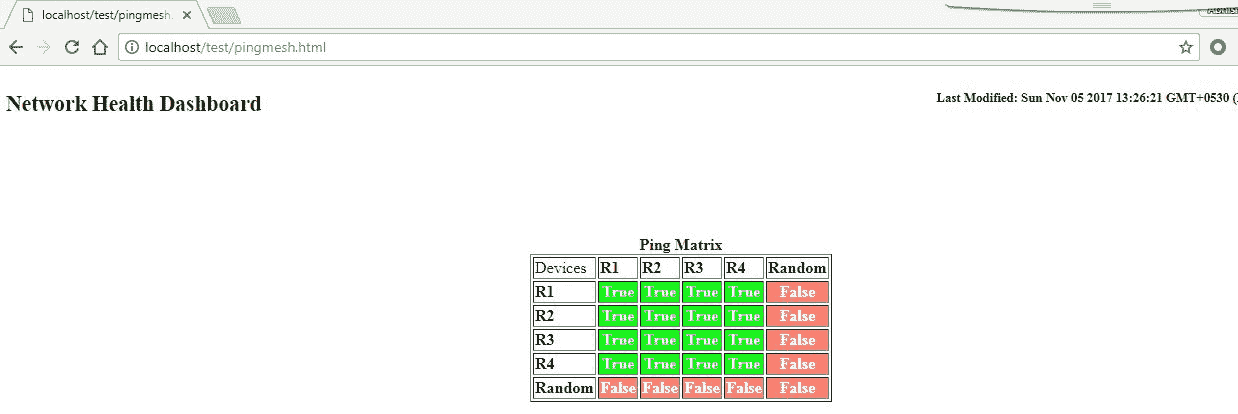 localhost/test/pingmesh.
localhost/test/pingmesh.html
Network Health Dashboard
Last Modified: Sun Nov 05 2017 13:26:21 GMT+0530 (
Ping Matrix
Devices R1 R2 R3 R4 Random
R1 True True True True False
R2 True True True True False
R3 True True True True False
R4 True True True True False
Random False False False False False